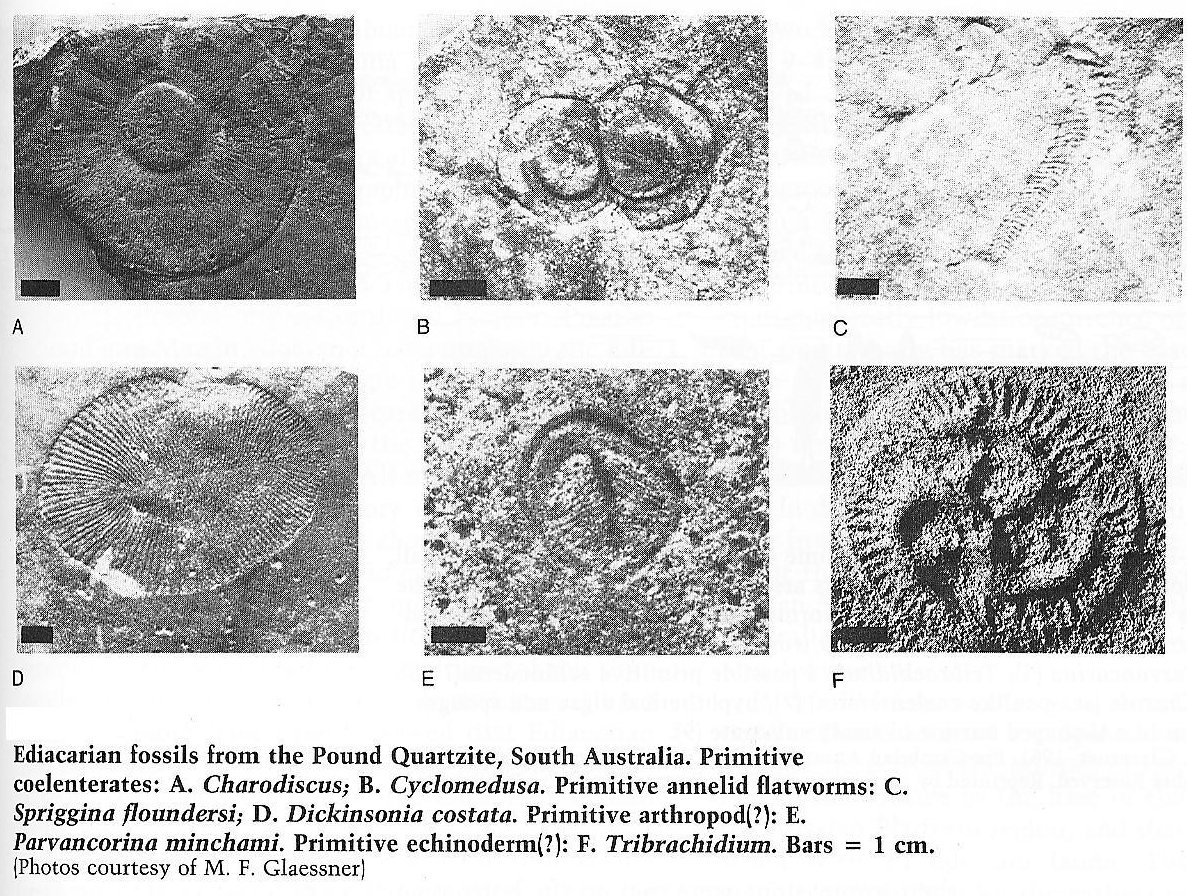 A
B
C
D
E
F
Ediacarian fossils from the Pound Quartzite, South Australia. Primitive
coelenterates: A. Charodiscus; B. Cyclomedusa. Primitive annelid flatworms: C.
Spriggina floundersi; D. Dickinsonia costata. Primitive arthropod(?): E.
Parvancorina minchami. Primitive echinoderm(?): F. Tribrachidium. Bars = 1 cm.
(Photos courtesy of M. F. Glaessner)